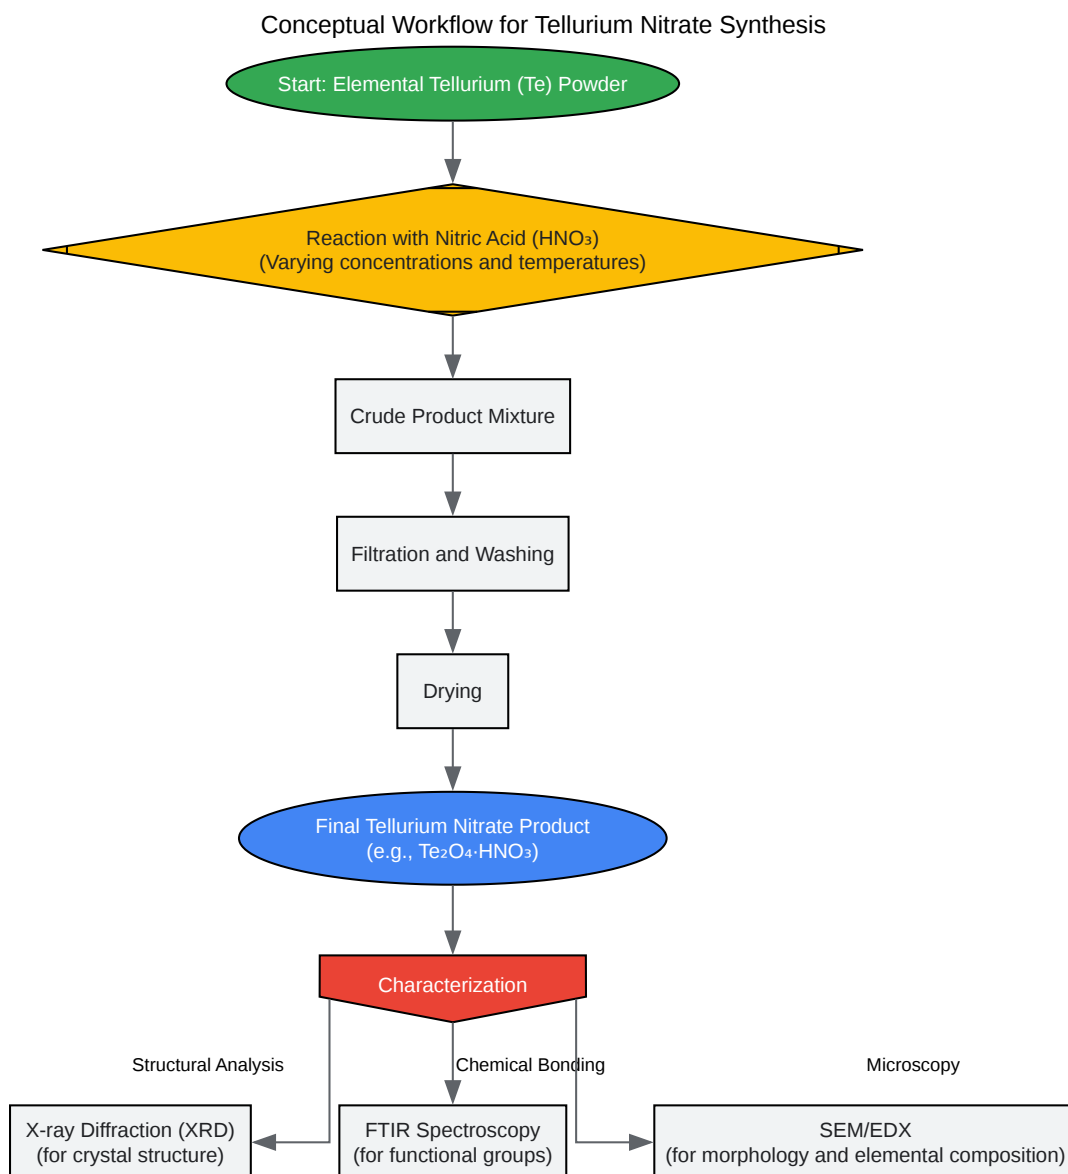 Conceptual Workflow for Tellurium Nitrate Synthesis
Start: Elemental Tellurium (Te) Powder
Reaction with Nitric Acid (HNO₃)
(Varying concentrations and temperatures)
Crude Product Mixture
Filtration and Washing
Drying
Final Tellurium Nitrate Product
(e.g., Te₂O₄·HNO₃)
Characterization
Structural Analysis
Chemical Bonding
Microscopy
X-ray Diffraction (XRD)
(for crystal structure)
FTIR Spectroscopy
(for functional groups)
SEM/EDX
(for morphology and elemental composition)